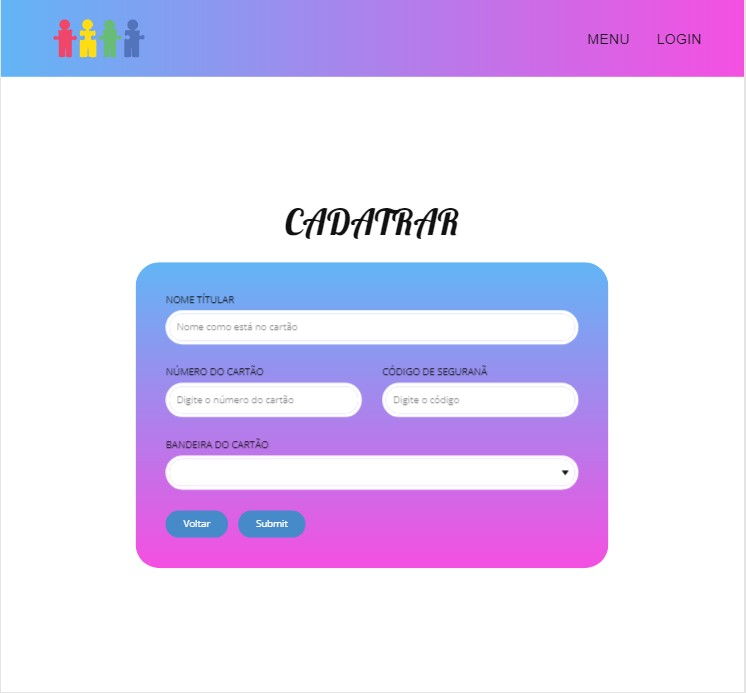 MENU LOGIN
CADATRAR
NOME TÍTULAR
Nome como está no cartão
NÚMERO DO CARTÃO CÓDIGO DE SEGURANÃ
Digite o número do cartão Digite o código
BANDEIRA DO CARTÃO
Voltar Submit